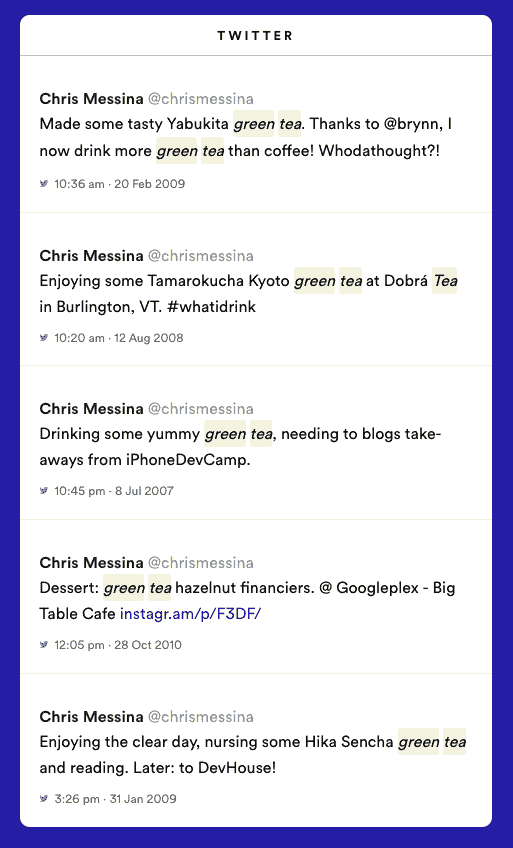 TWITTER
Chris Messina @chrismessina
Made some tasty Yabukita green tea. Thanks to @brynn, I
now drink more green tea than coffee! Whodathought?!
10:36 am · 20 Feb 2009
Chris Messina @chrismessina
Enjoying some Tamarokucha Kyoto green tea at Dobrá Tea
in Burlington, VT. #whatidrink
10:20 am · 12 Aug 2008
Chris Messina @chrismessina
Drinking some yummy green tea, needing to blogs take-
aways from iPhoneDevCamp.
10:45 pm · 8 Jul 2007
Chris Messina @chrismessina
Dessert: green tea hazelnut financiers. @ Googleplex - Big
Table Cafe instagr.am/p/F3DF/
12:05 pm · 28 Oct 2010
Chris Messina @chrismessina
Enjoying the clear day, nursing some Hika Sencha green tea
and reading. Later: to DevHouse!
3:26 pm · 31 Jan 2009